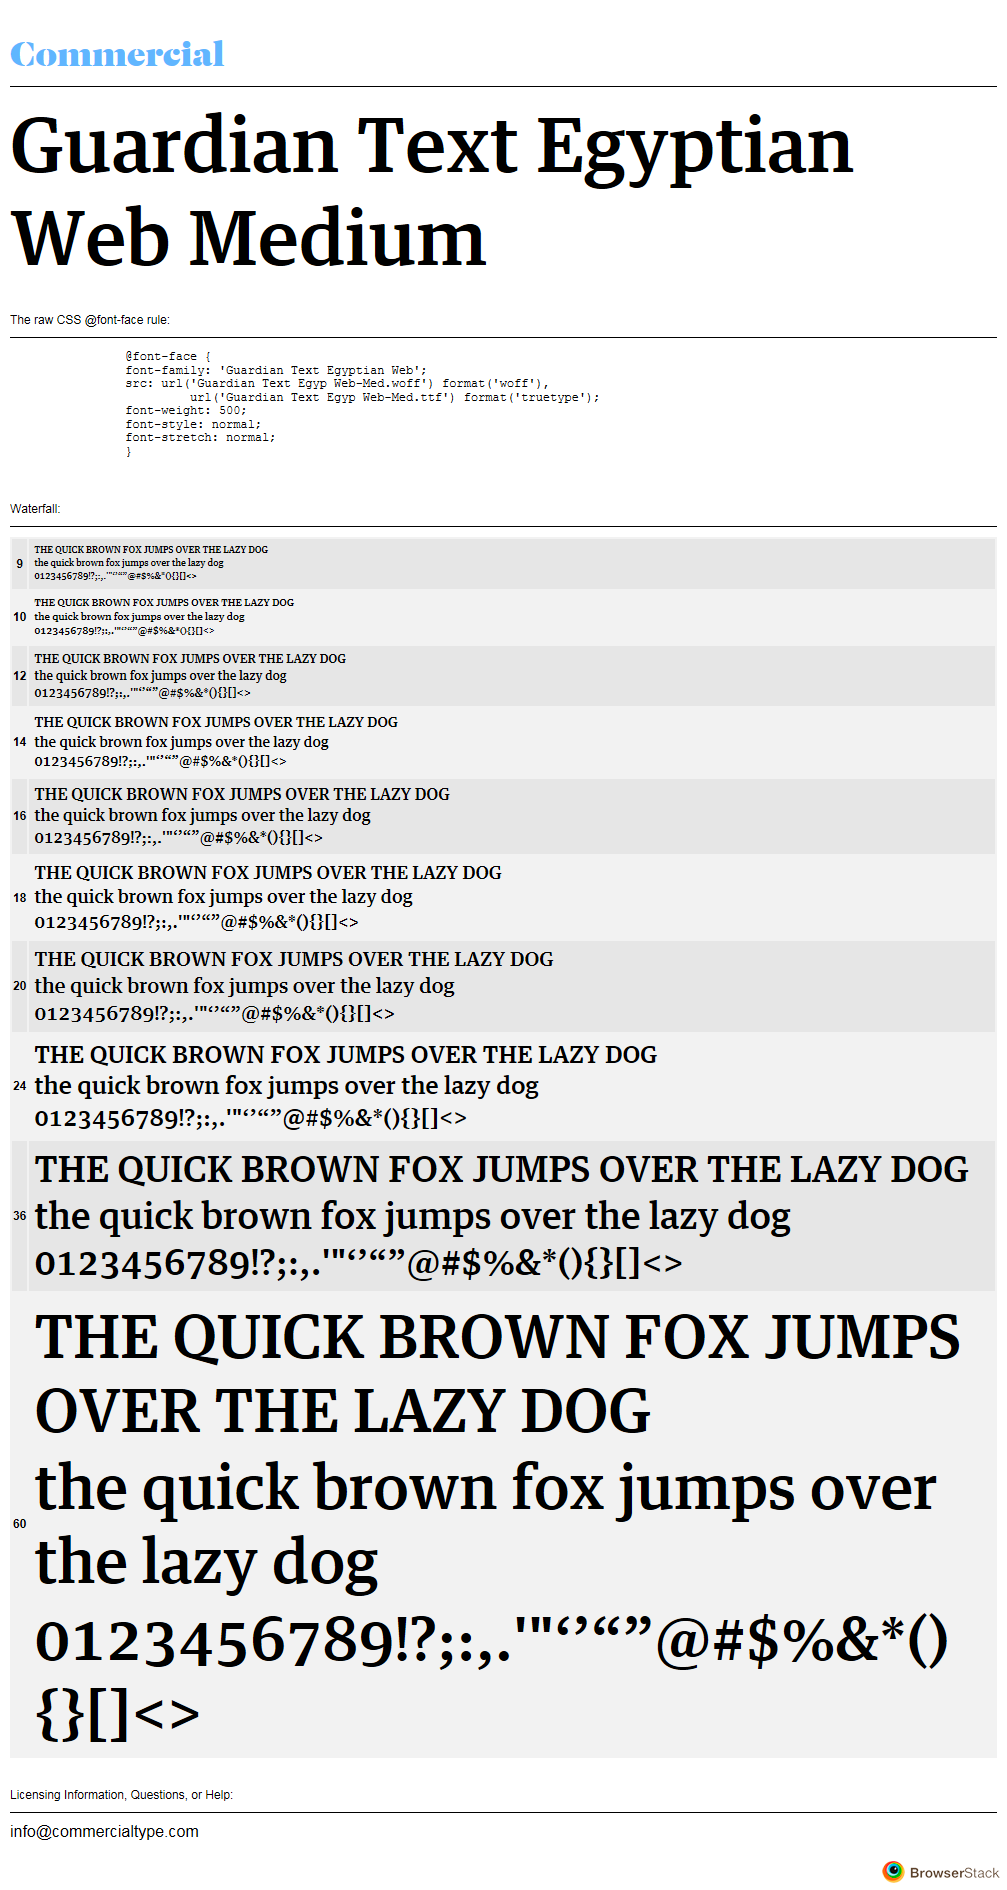 Commercial
Guardian Text Egyptian
Web Medium
The raw CSS @font-face rule:
@font-face {
font-family: 'Guardian Text Egyptian Web';
src: url('Guardian Text Egyp Web-Med.woff') format('woff'),
url('Guardian Text Egyp Web-Med.ttf') format('truetype');
font-weight: 500;
font-style: normal;
font-stretch: normal;
}
Waterfall:
THE QUICK BROWN FOX JUMPS OVER THE LAZY DOG
9 the quick brown fox jumps over the lazy dog
0123456789!?;:,.'"‘’“”@#$%&*(){}[]<>
THE QUICK BROWN FOX JUMPS OVER THE LAZY DOG
10 the quick brown fox jumps over the lazy dog
0123456789!?;:,.'"‘’“”@#$%&*(){}[]<>
THE QUICK BROWN FOX JUMPS OVER THE LAZY DOG
12 the quick brown fox jumps over the lazy dog
0123456789!?;:,.'"‘’“”@#$%&*(){}[]<>
THE QUICK BROWN FOX JUMPS OVER THE LAZY DOG
14 the quick brown fox jumps over the lazy dog
0123456789!?;:,.'"‘’“”@#$%&*(){}[]<>
THE QUICK BROWN FOX JUMPS OVER THE LAZY DOG
16 the quick brown fox jumps over the lazy dog
0123456789!?;:,.'"‘’“”@#$%&*(){}[]<>
THE QUICK BROWN FOX JUMPS OVER THE LAZY DOG
18 the quick brown fox jumps over the lazy dog
0123456789!?;:,.'"‘’“”@#$%&*(){}[]<>
THE QUICK BROWN FOX JUMPS OVER THE LAZY DOG
20 the quick brown fox jumps over the lazy dog
0123456789!?;:,.'"‘’“”@#$%&*(){}[]<>
THE QUICK BROWN FOX JUMPS OVER THE LAZY DOG
24 the quick brown fox jumps over the lazy dog
0123456789!?;:,.'"‘’“”@#$%&*(){}[]<>
THE QUICK BROWN FOX JUMPS OVER THE LAZY DOG
36 the quick brown fox jumps over the lazy dog
0123456789!?;:,.'"‘’“”@#$%&*(){}[]<>
THE QUICK BROWN FOX JUMPS
OVER THE LAZY DOG
the quick brown fox jumps over
60
the lazy dog
0123456789!?;:,.'"‘’“”@#$%&*()
{}[]<>
Licensing Information, Questions, or Help:
info@commercialtype.com
BrowserStack